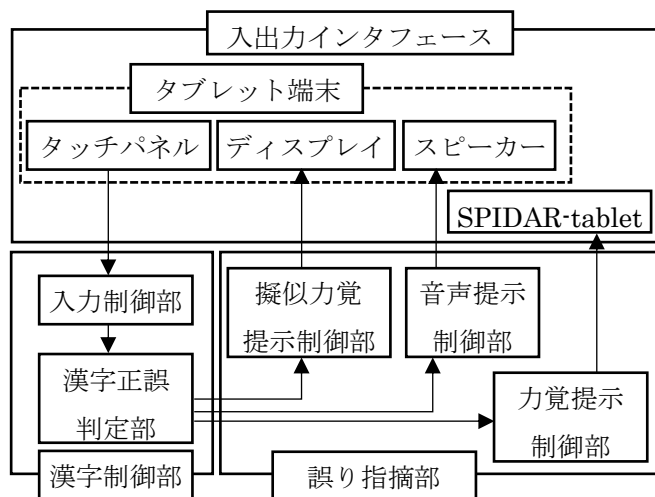 入出力インタフェース
タブレット端末
タッチパネル
ディスプレイ
スピーカー
SPIDAR-tablet
入力制御部
擬似力覚
提示制御部
音声提示
制御部
漢字正誤
判定部
力覚提示
制御部
漢字制御部
誤り指摘部